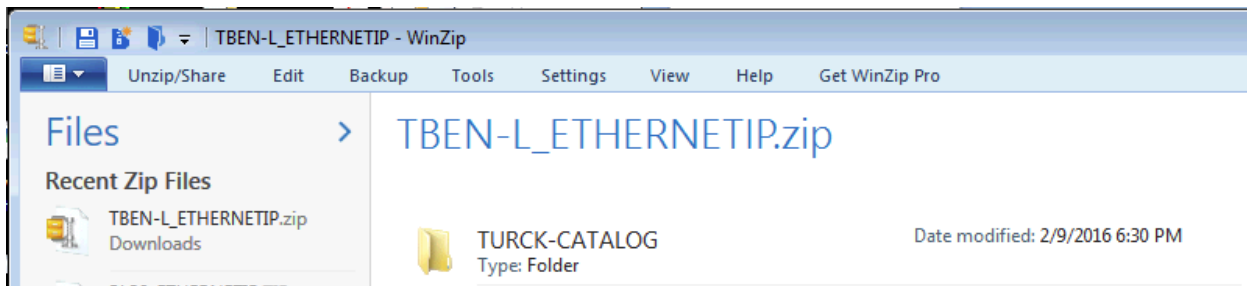 TBEN-L_ETHERNETIP - WinZip
Unzip/Share Edit Backup Tools Settings View Help Get WinZip Pro
Files
Recent Zip Files
TBEN-L_ETHERNETIP.zip
Downloads
TBEN-L_ETHERNETIP.zip
TURCK-CATALOG
Type: Folder
Date modified: 2/9/2016 6:30 PM